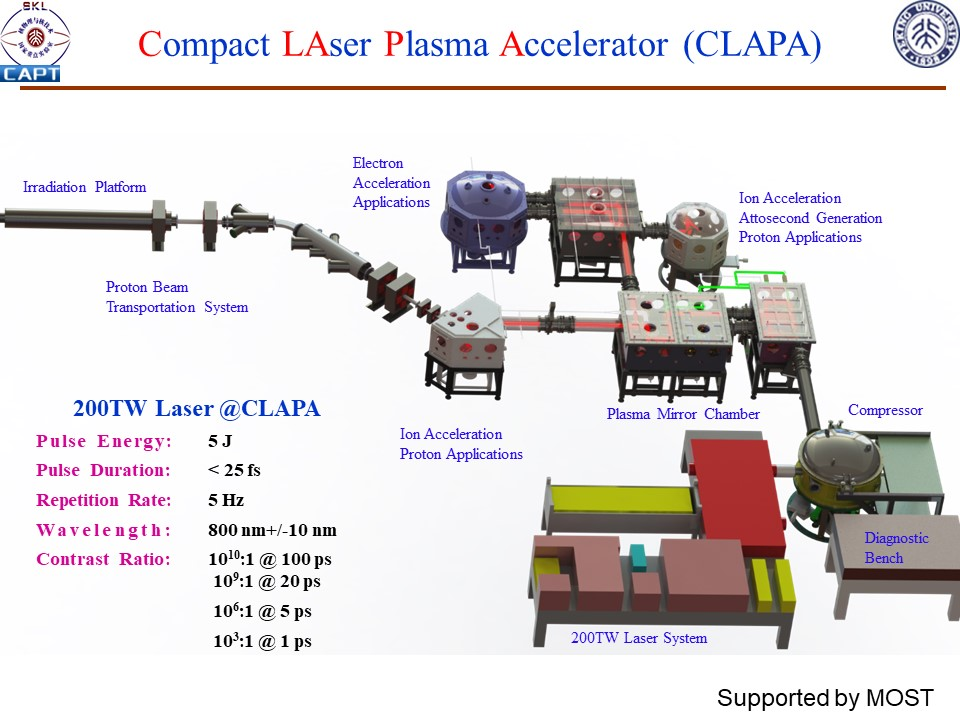 SKL
CAPT
Compact LAser Plasma Accelerator (CLAPA)
1898
Irradiation Platform
Electron
Acceleration
Applications
Ion Acceleration
Attosecond Generation
Proton Applications
Proton Beam
Transportation System
Plasma Mirror Chamber
Compressor
Ion Acceleration
Proton Applications
Diagnostic
Bench
200TW Laser System
200TW Laser @CLAPA
Pulse Energy: 5 J
Pulse Duration: < 25 fs
Repetition Rate: 5 Hz
Wavelength: 800 nm+/-10 nm
Contrast Ratio: 10¹⁰:1 @ 100 ps
10⁹:1 @ 20 ps
10⁶:1 @ 5 ps
10³:1 @ 1 ps
Supported by MOST